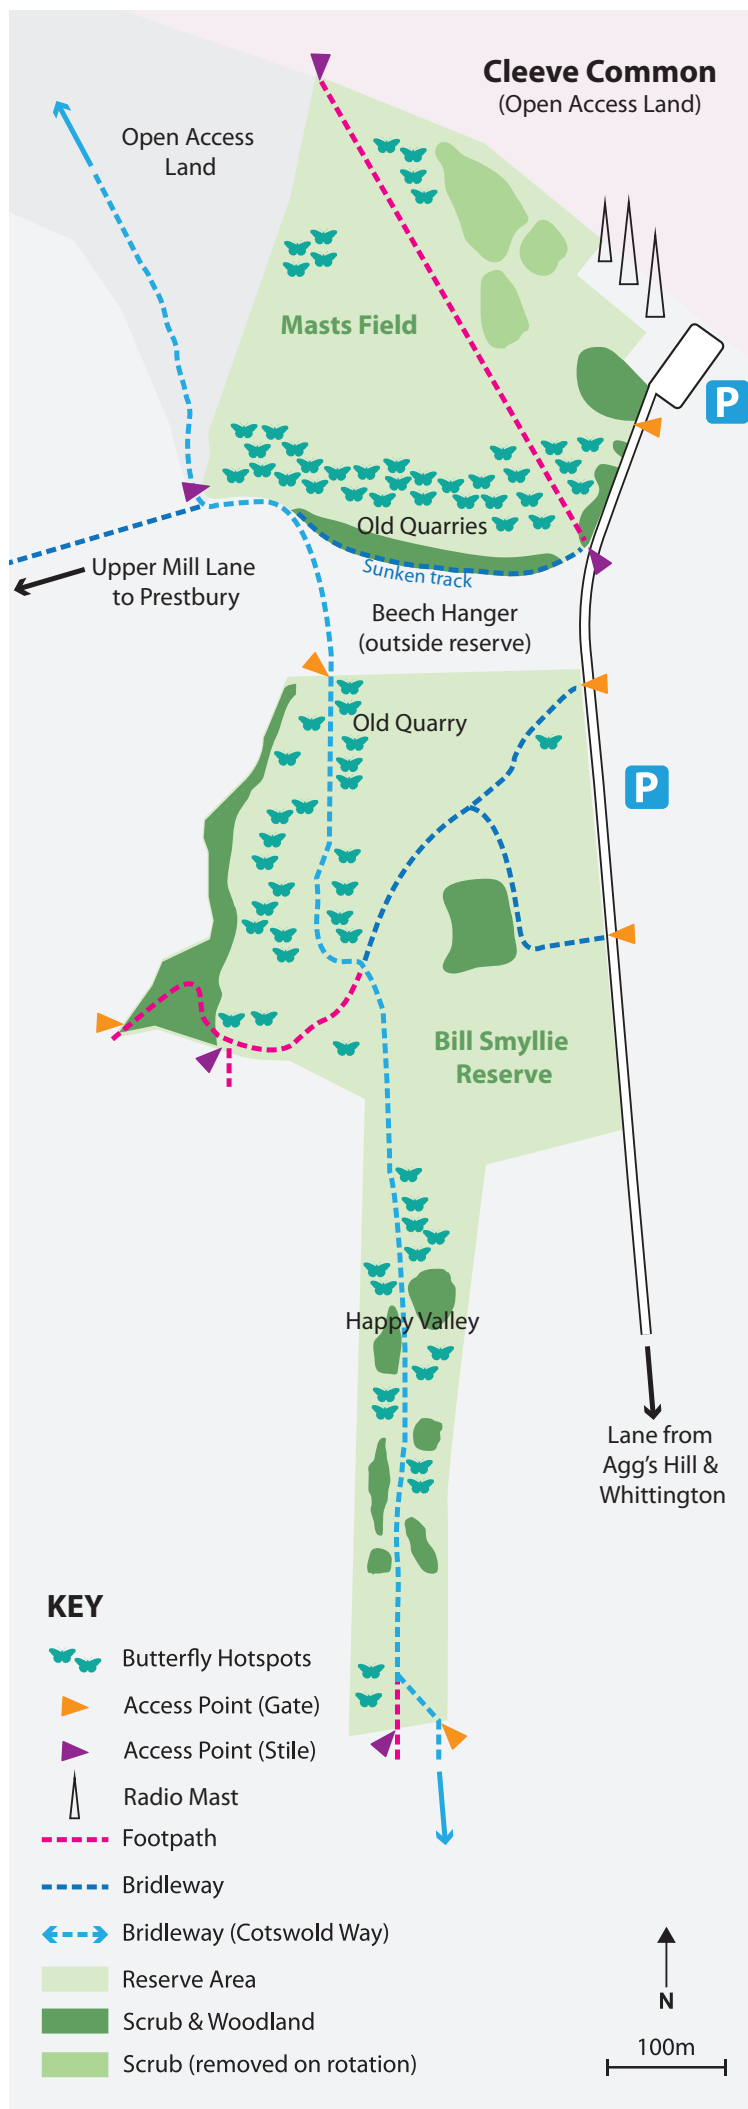 Cleeve Common
(Open Access Land)
Open Access
Land
Masts Field
P
Old Quarries
Sunken track
Upper Mill Lane
to Prestbury
Beech Hanger
(outside reserve)
Old Quarry
P
Bill Smyllie
Reserve
Happy Valley
Lane from
Agg's Hill &
Whittington
KEY
Butterfly Hotspots
Access Point (Gate)
Access Point (Stile)
Radio Mast
Footpath
Bridleway
Bridleway (Cotswold Way)
Reserve Area
Scrub & Woodland
Scrub (removed on rotation)
N
100m